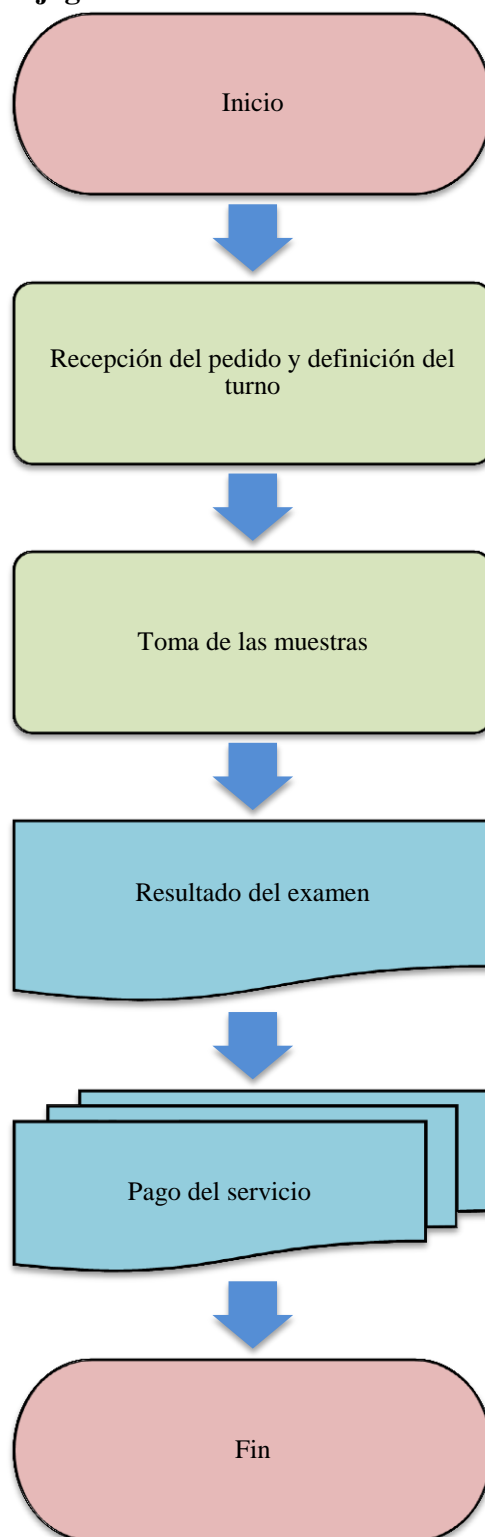 Inicio
Recepción del pedido y definición del
turno
Toma de las muestras
Resultado del examen
Pago del servicio
Fin